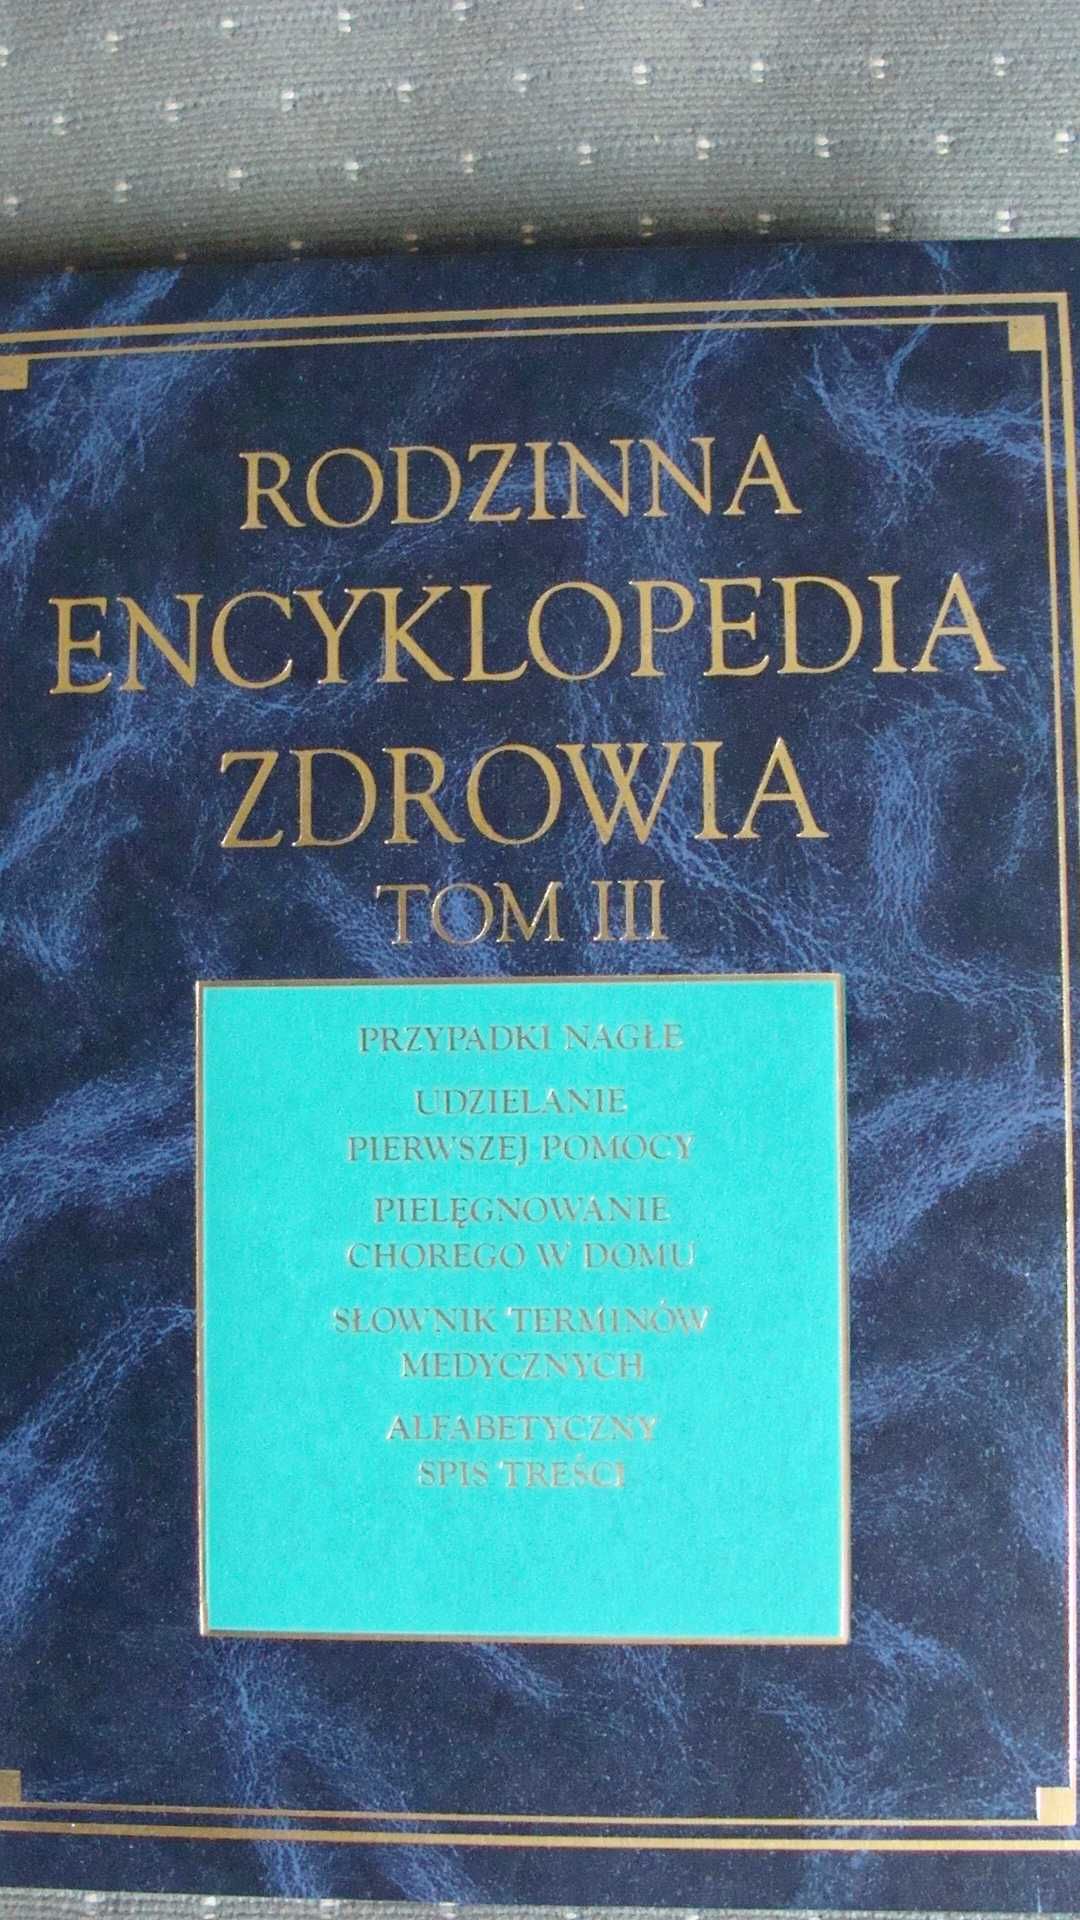 RODZINNA
ENCYKLOPEDIA
ZDROWIA
TOM III
PRZYPADKI NAGŁE
UDZIELANIE
PIERWSZEJ POMOCY
PIELĘGNOWANIE
CHOREGO W DOMU
SŁOWNIK TERMINÓW
MEDYCZNYCH
ALFABETYCZNY
SPIS TREŚCI